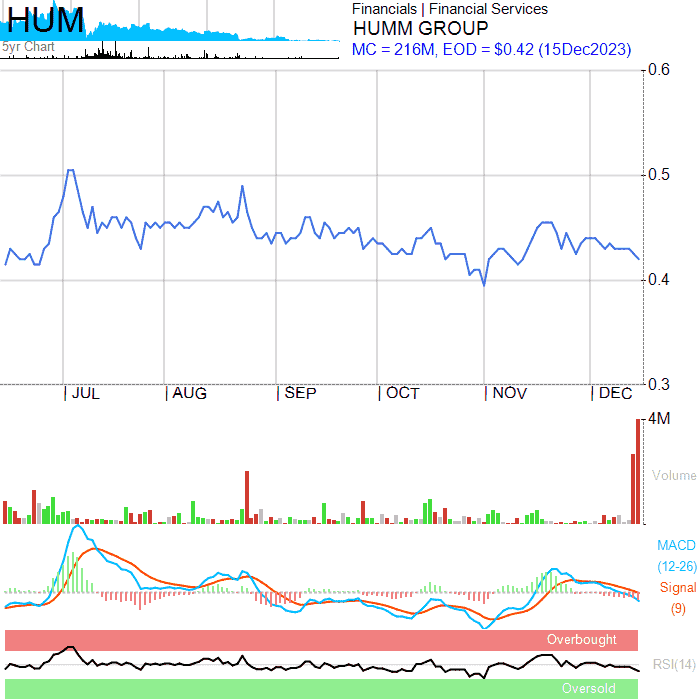 HUM
5yr Chart
Financials | Financial Services
HUMM GROUP
MC = 216M, EOD = $0.42 (15Dec2023)
0.6
0.5
0.4
0.3
| JUL | AUG | SEP | OCT | NOV | DEC
4M
Volume
MACD
(12-26)
Signal
(9)
Overbought
RSI(14)
Oversold